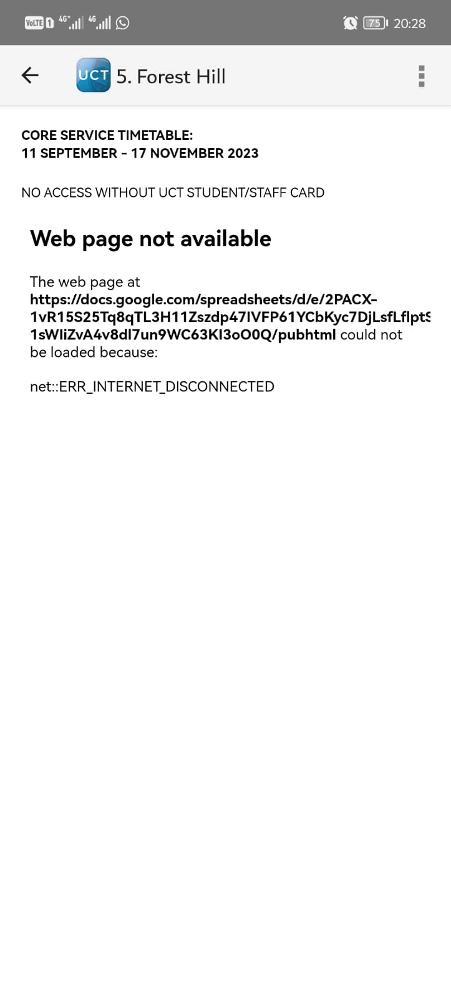 VoLTE 1 4G+ 4G 75 20:28
UCT 5. Forest Hill
CORE SERVICE TIMETABLE:
11 SEPTEMBER - 17 NOVEMBER 2023
NO ACCESS WITHOUT UCT STUDENT/STAFF CARD
Web page not available
The web page at
https://docs.google.com/spreadsheets/d/e/2PACX-
1vR15S25Tq8qTL3H11Zszdp47IVFP61YCbKyc7DjLsfLflptS
1sWIiZvA4v8dl7un9WC63KI3oO0Q/pubhtml could not
be loaded because:
net::ERR_INTERNET_DISCONNECTED